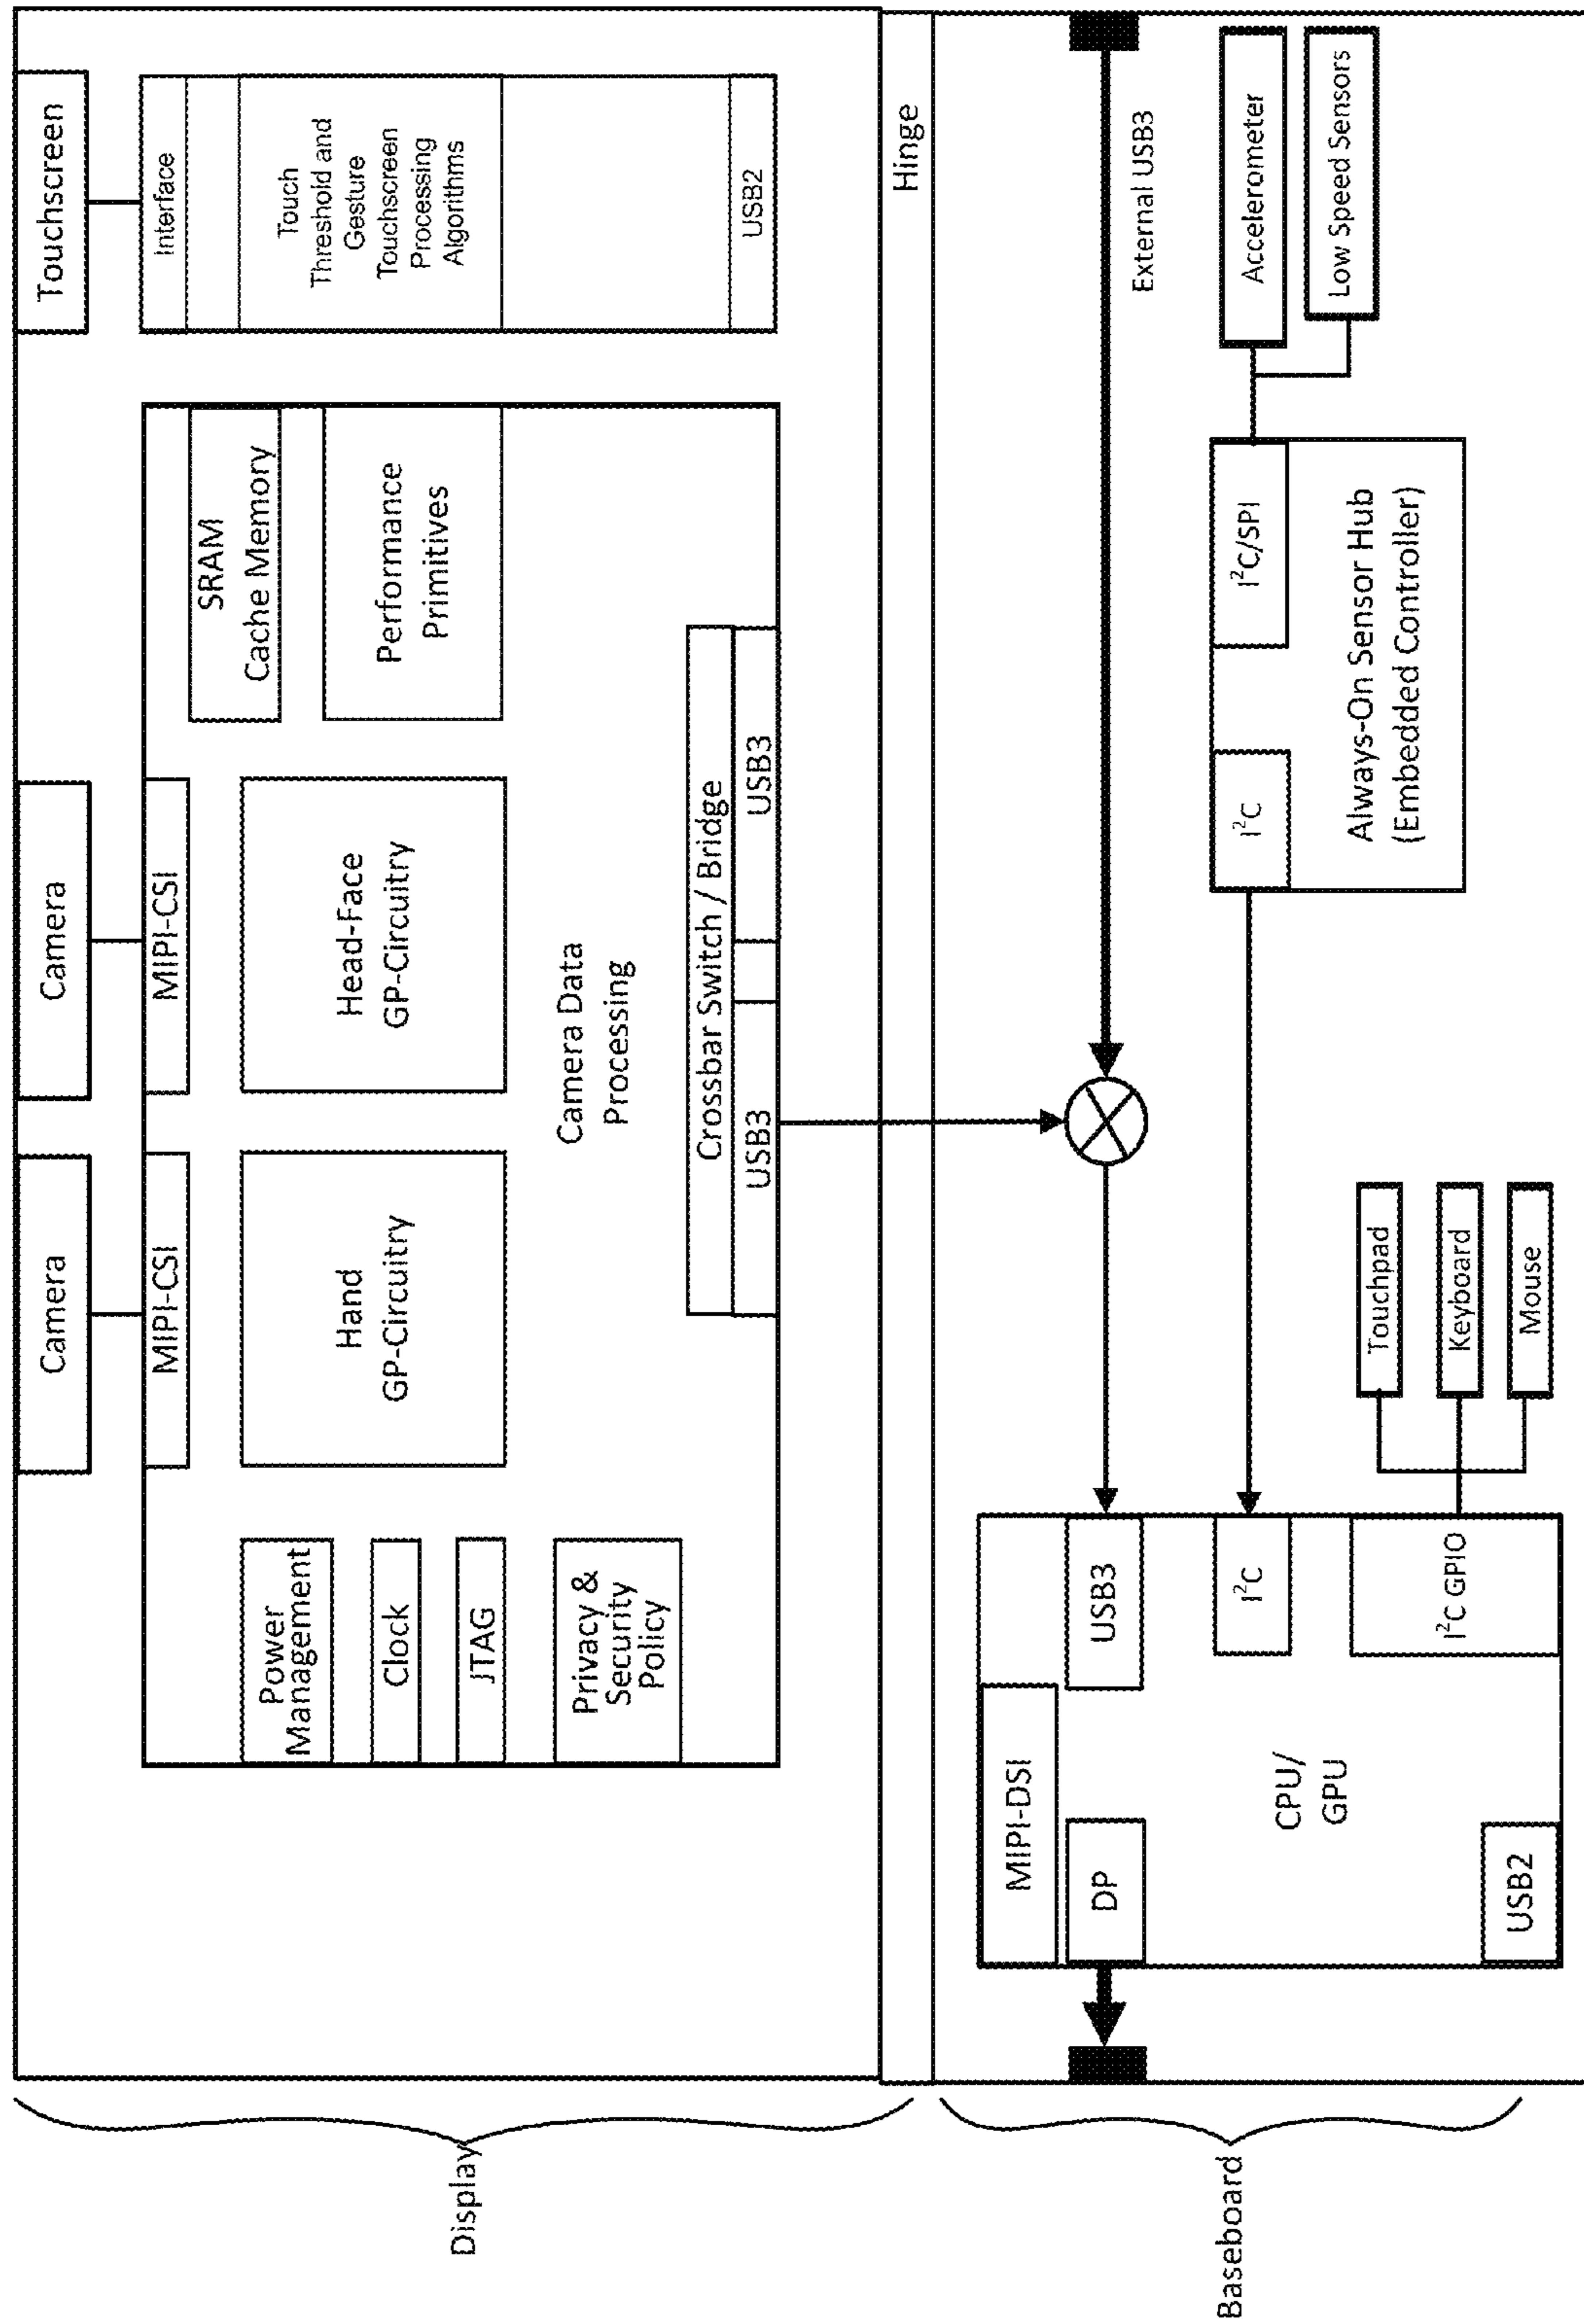 Display
Camera
Camera
Touchscreen
MIPI-CSI
MIPI-CSI
Interface
Power
Management
Clock
JTAG
Privacy &
Security
Policy
Hand
GP-Circuitry
Head-Face
GP-Circuitry
SRAM
Cache Memory
Performance
Primitives
Touch
Threshold and
Gesture
Touchscreen
Processing
Algorithms
Camera Data
Processing
Crossbar Switch / Bridge
USB3
USB3
USB2
Hinge
Baseboard
MIPI-DSI
DP
USB3
External USB3
I²C
CPU/
GPU
I²C GPIO
USB2
Touchpad
Keyboard
Mouse
I²C
I²C/SPI
Always-On Sensor Hub
(Embedded Controller)
Accelerometer
Low Speed Sensors